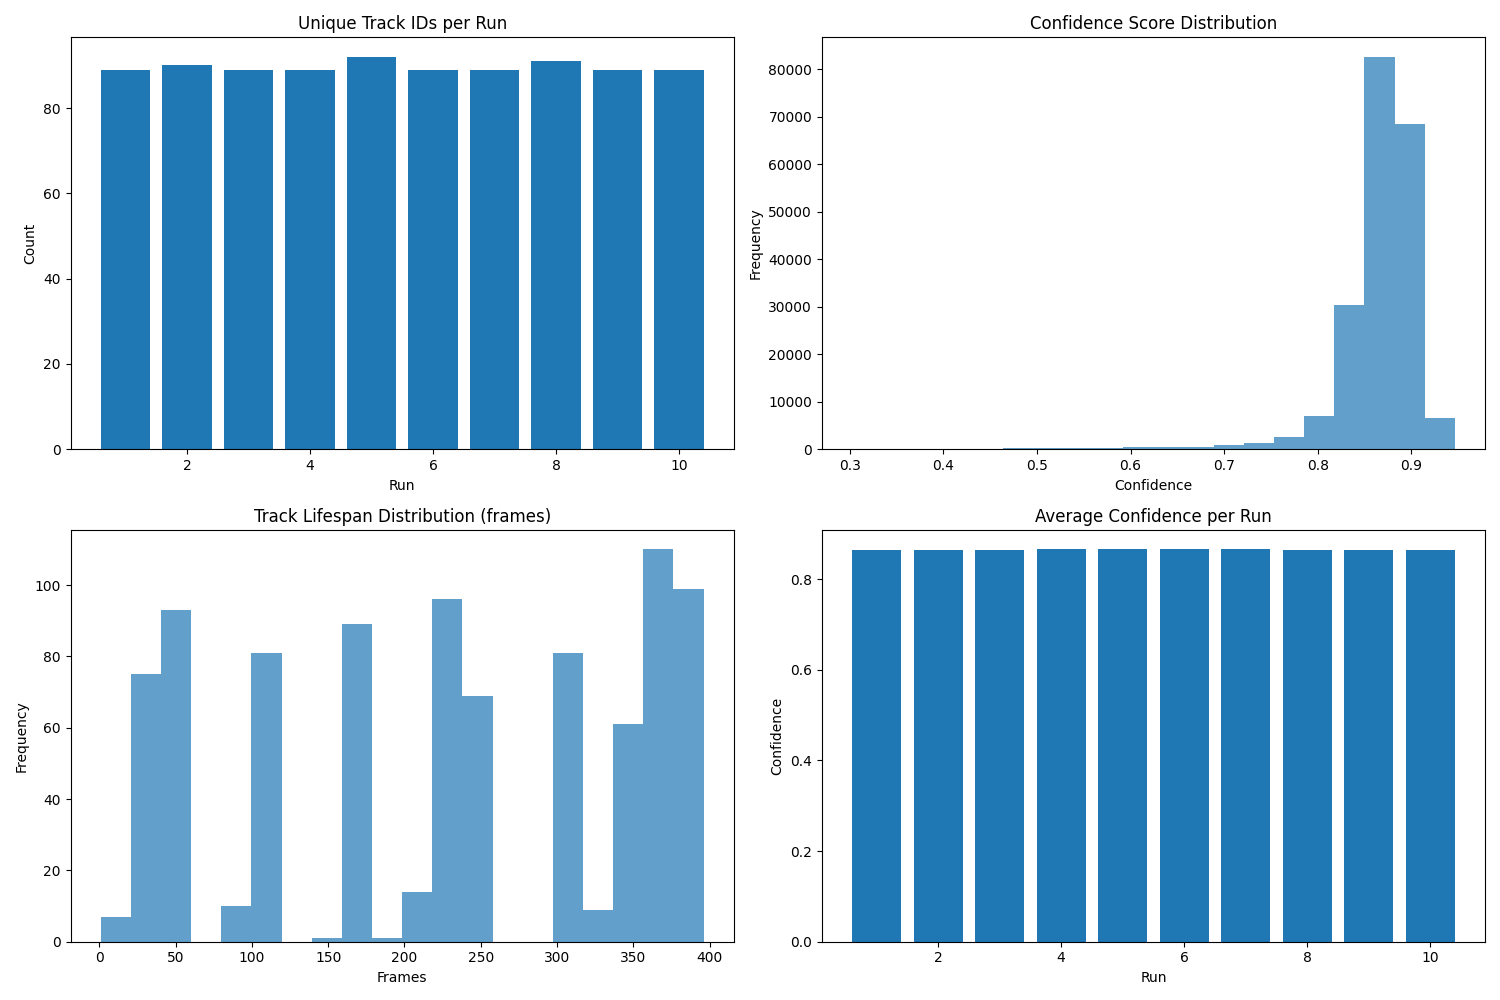 Unique Track IDs per Run
Count
80
60
40
20
0
2 4 6 8 10
Run
Confidence Score Distribution
Frequency
80000
70000
60000
50000
40000
30000
20000
10000
0
0.3 0.4 0.5 0.6 0.7 0.8 0.9
Confidence
Track Lifespan Distribution (frames)
Frequency
100
80
60
40
20
0
0 50 100 150 200 250 300 350 400
Frames
Average Confidence per Run
Confidence
0.8
0.6
0.4
0.2
0.0
2 4 6 8 10
Run